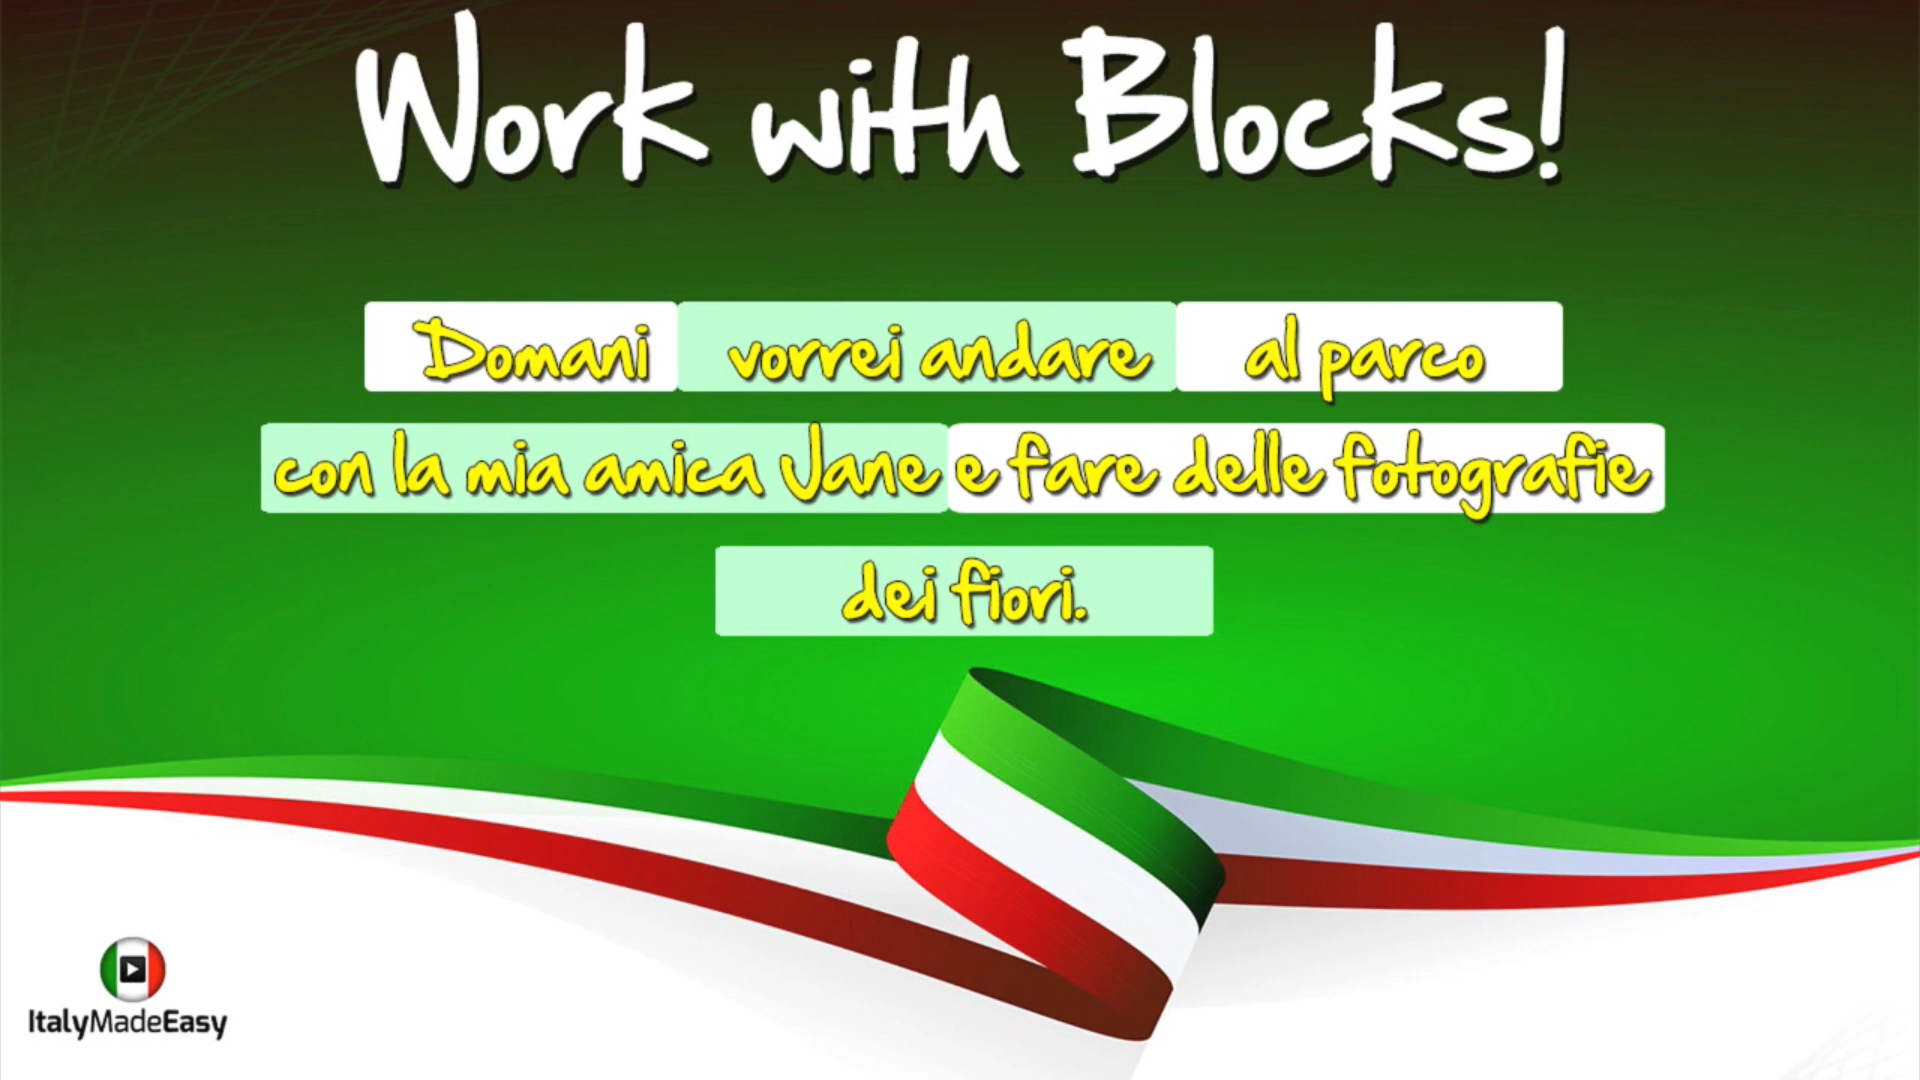 Work with Blocks!
Domani vorrei andare al parco
con la mia amica Jane e fare delle fotografie
dei fiori.
ItalyMadeEasy